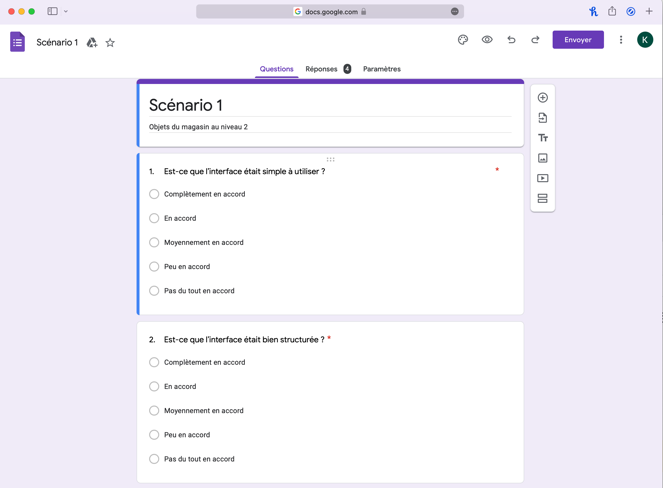 docs.google.com
Scénario 1
Envoyer
K
Questions
Réponses 4
Paramètres
Scénario 1
Objets du magasin au niveau 2
1. Est-ce que l'interface était simple à utiliser ? *
Complètement en accord
En accord
Moyennement en accord
Peu en accord
Pas du tout en accord
2. Est-ce que l'interface était bien structurée ? *
Complètement en accord
En accord
Moyennement en accord
Peu en accord
Pas du tout en accord